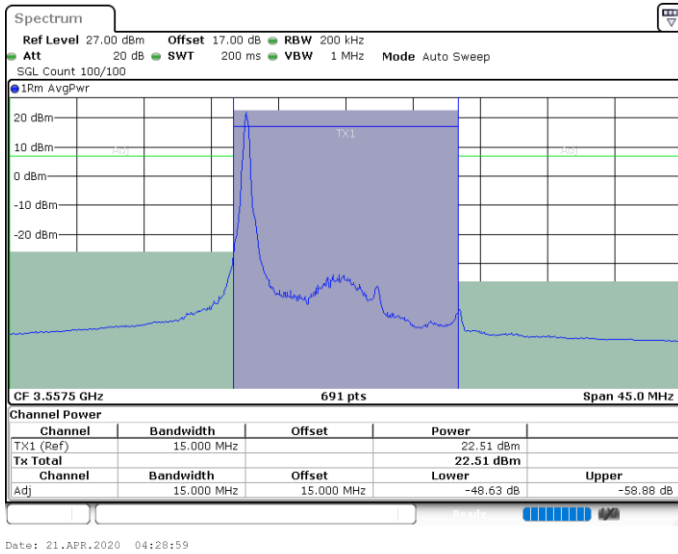 Spectrum
Ref Level 27.00 dBm Offset 17.00 dB RBW 200 kHz
Att 20 dB SWT 200 ms VBW 1 MHz Mode Auto Sweep
SGL Count 100/100
1Rm AvgPwr
20 dBm
TX1
10 dBm
Adj Adj
0 dBm
-10 dBm
-20 dBm
CF 3.5575 GHz 691 pts Span 45.0 MHz
Channel Power
Channel Bandwidth Offset Power
TX1 (Ref) 15.000 MHz 22.51 dBm
Tx Total 22.51 dBm
Channel Bandwidth Offset Lower Upper
Adj 15.000 MHz 15.000 MHz -48.63 dB -58.88 dB
Ready
Date: 21.APR.2020 04:28:59